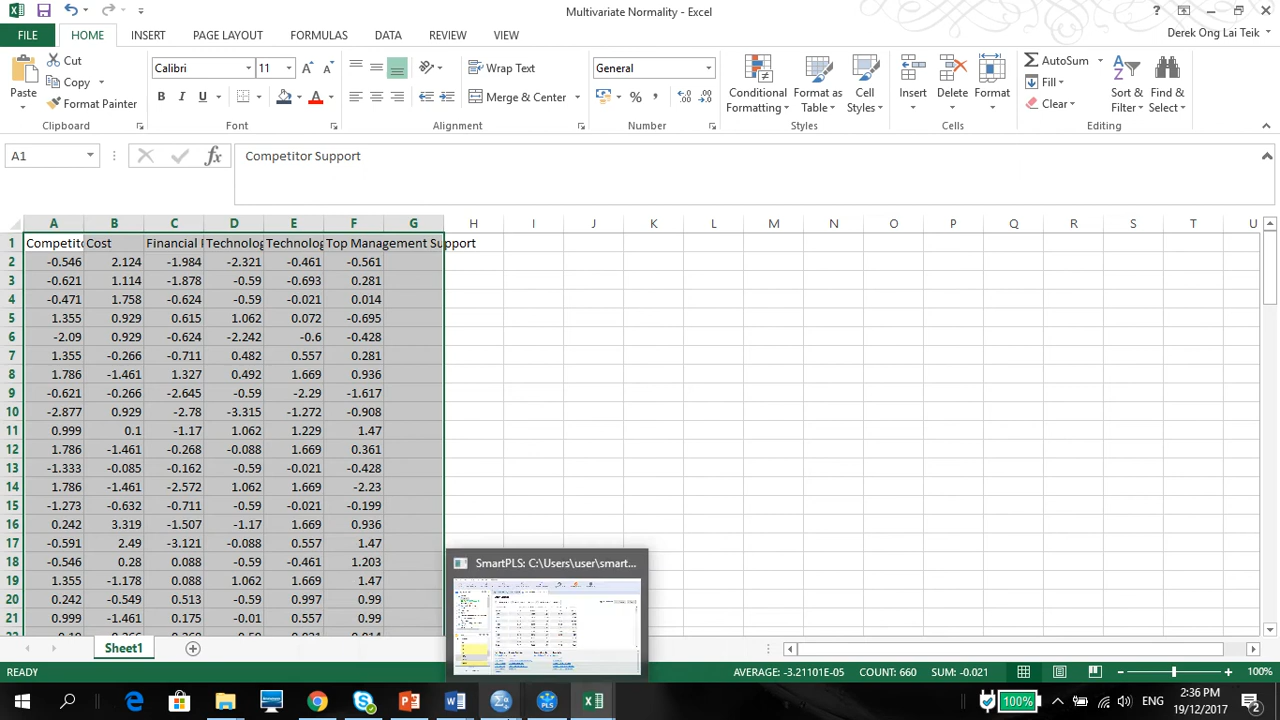 Multivariate Normality - Excel
FILE HOME INSERT PAGE LAYOUT FORMULAS DATA REVIEW VIEW
Derek Ong Lai Teik
Paste
Cut
Copy
Format Painter
Clipboard
Calibri 11
B I U
Font
Wrap Text
Merge & Center
Alignment
General
Number
Conditional Formatting
Format as Table
Cell Styles
Styles
Insert Delete Format
Cells
AutoSum
Fill
Clear
Sort & Filter
Find & Select
Editing
A1 fx Competitor Support
A B C D E F G H I J K L M N O P Q R S T U
1 Competito Cost Financial Technolog Technolog Top Management Support
2 -0.546 2.124 -1.984 -2.321 -0.461 -0.561
3 -0.621 1.114 -1.878 -0.59 -0.693 0.281
4 -0.471 1.758 -0.624 -0.59 -0.021 0.014
5 1.355 0.929 0.615 1.062 0.072 -0.695
6 -2.09 0.929 -0.624 -2.242 -0.6 -0.428
7 1.355 -0.266 -0.711 0.482 0.557 0.281
8 1.786 -1.461 1.327 0.492 1.669 0.936
9 -0.621 -0.266 -2.645 -0.59 -2.29 -1.617
10 -2.877 0.929 -2.78 -3.315 -1.272 -0.908
11 0.999 0.1 -1.17 1.062 1.229 1.47
12 1.786 -1.461 -0.268 -0.088 1.669 0.361
13 -1.333 -0.085 -0.162 -0.59 -0.021 -0.428
14 1.786 -1.461 -2.572 1.062 1.669 -2.23
15 -1.273 -0.632 -0.711 -0.59 -0.021 -0.199
16 0.242 3.319 -1.507 -1.17 1.669 0.936
17 -0.591 2.49 -3.121 -0.088 0.557 1.47
18 -0.546 0.28 0.088 -0.59 -0.461 1.203
19 1.355 -1.178 0.088 1.062 1.669 1.47
20 0.242 -0.549 0.513 -0.59 0.997 0.99
21 0.999 -1.461 0.175 -0.01 0.557 0.99
SmartPLS: C:\Users\user\smart...
Sheet1
READY
AVERAGE: -3.21101E-05 COUNT: 660 SUM: -0.021
100%
100%
ENG
2:36 PM
19/12/2017
2